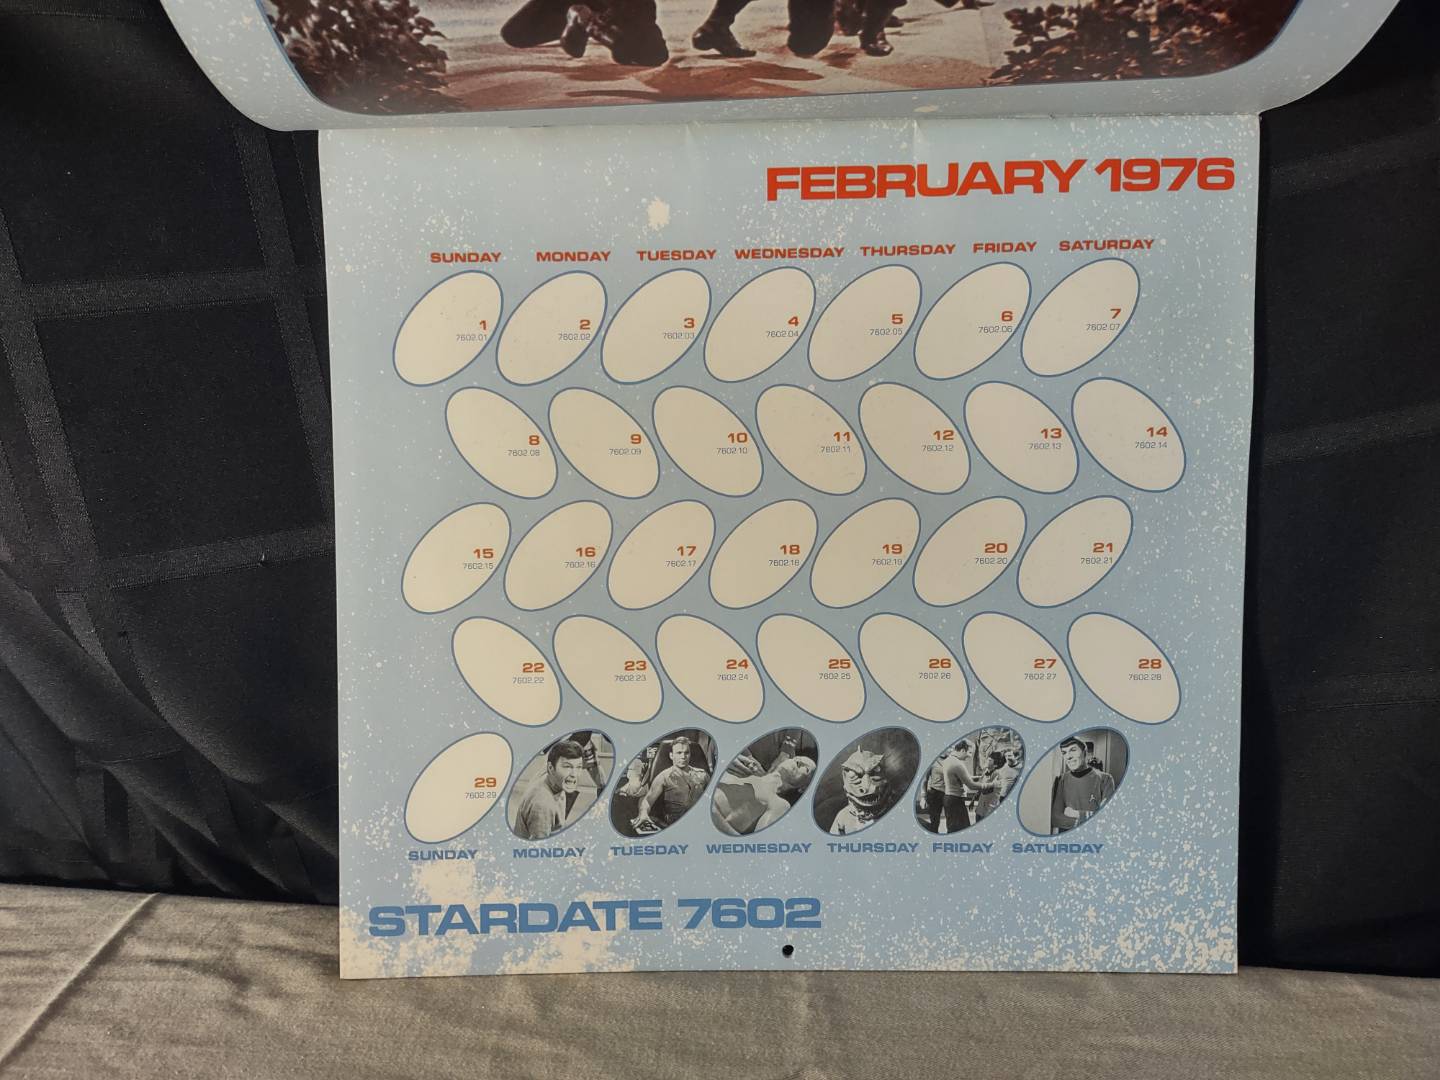 FEBRUARY 1976
SUNDAY MONDAY TUESDAY WEDNESDAY THURSDAY FRIDAY SATURDAY
1 2 3 4 5 6 7
7602.01 7602.02 7602.03 7602.04 7602.05 7602.06 7602.07
8 9 10 11 12 13 14
7602.08 7602.09 7602.10 7602.11 7602.12 7602.13 7602.14
15 16 17 18 19 20 21
7602.15 7602.16 7602.17 7602.18 7602.19 7602.20 7602.21
22 23 24 25 26 27 28
7602.22 7602.23 7602.24 7602.25 7602.26 7602.27 7602.28
29
7602.29
SUNDAY MONDAY TUESDAY WEDNESDAY THURSDAY FRIDAY SATURDAY
STARDATE 7602